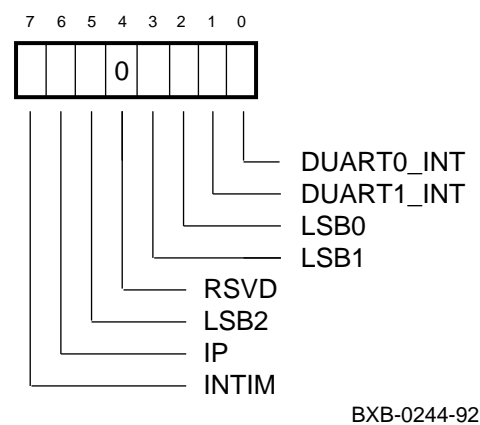 7 6 5 4 3 2 1 0
0
DUART0_INT
DUART1_INT
LSB0
LSB1
RSVD
LSB2
IP
INTIM
BXB-0244-92